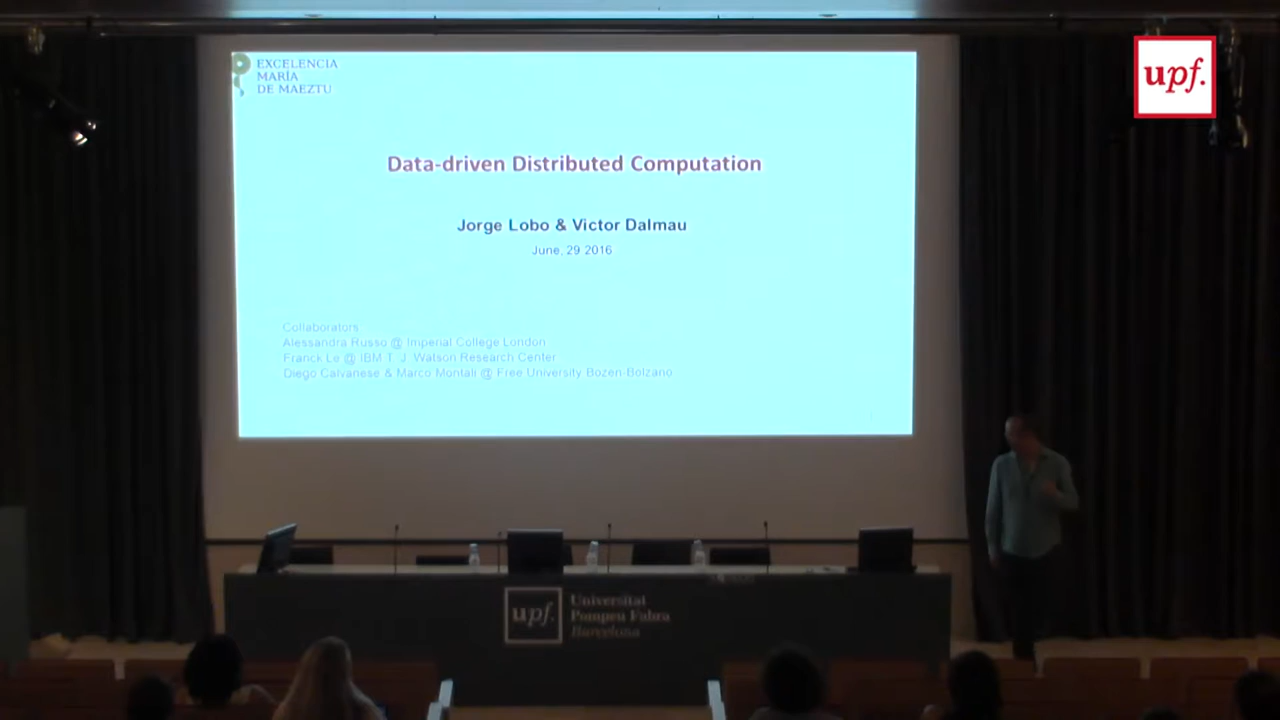 EXCELENCIA
MARÍA
DE MAEZTU
upf.
Data-driven Distributed Computation
Jorge Lobo & Victor Dalmau
June, 29 2016
Collaborators
Alessandra Russo @ Imperial College London
Franck Le @ IBM T. J. Watson Research Center
Diego Calvanese & Marco Montali @ Free University Bozen-Bolzano
upf.
Universitat
Pompeu Fabra
Barcelona